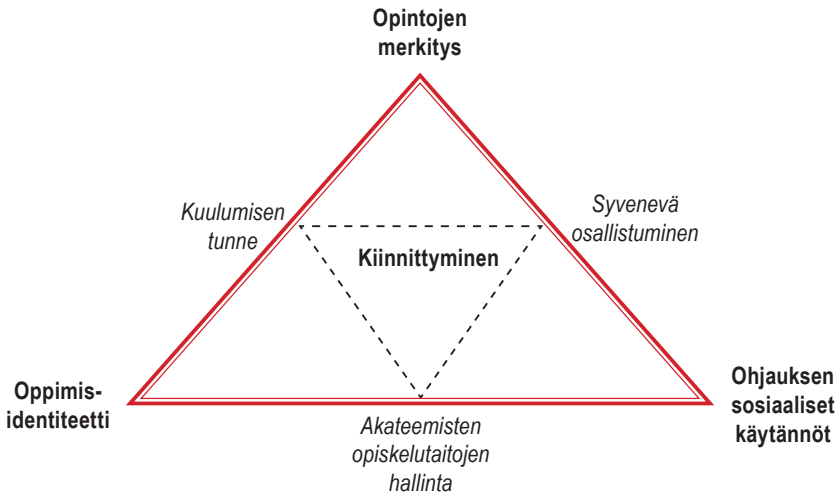 Opintojen
merkitys
Kuulumisen
tunne
Syvenevä
osallistuminen
Kiinnittyminen
Oppimis-
identiteetti
Ohjauksen
sosiaaliset
käytännöt
Akateemisten
opiskelutaitojen
hallinta